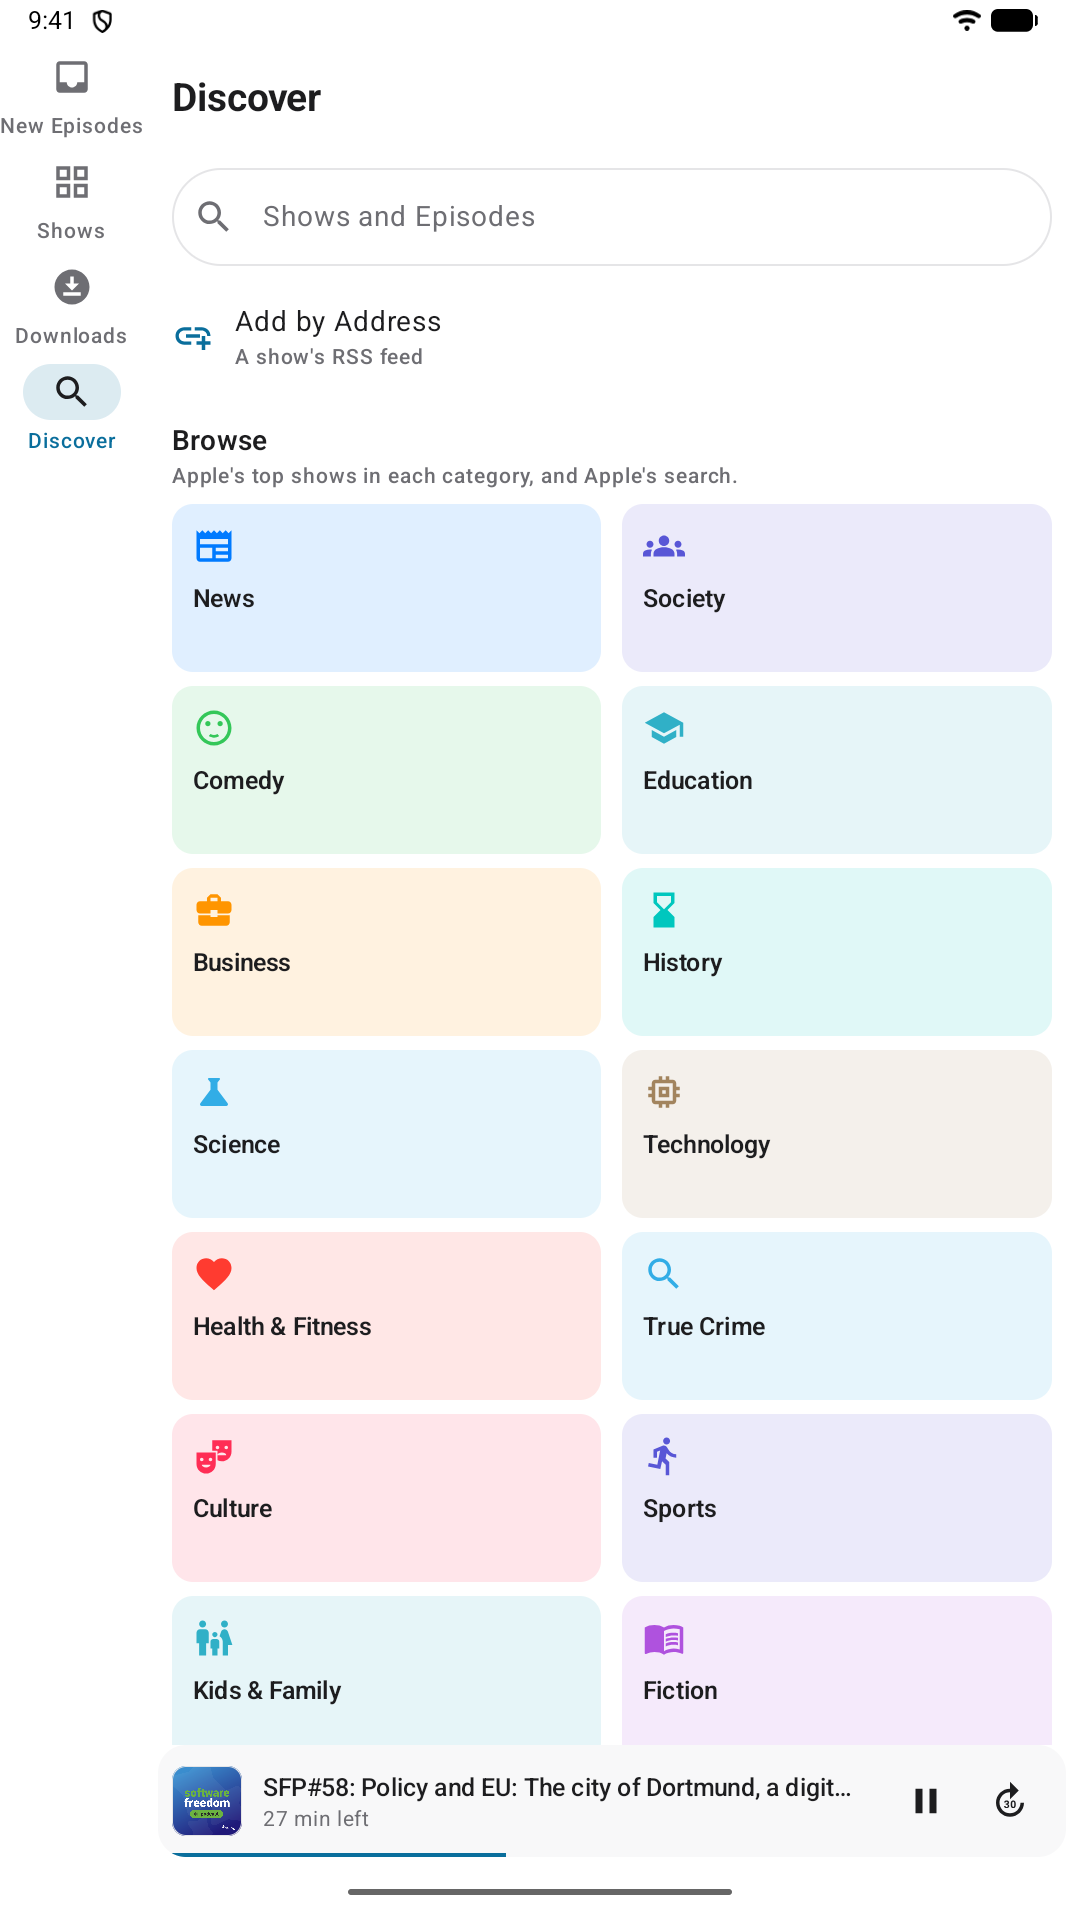 9:41
New Episodes
Shows
Downloads
Discover
Discover
Shows and Episodes
Add by Address
A show's RSS feed
Browse
Apple's top shows in each category, and Apple's search.
News
Society
Comedy
Education
Business
History
Science
Technology
Health & Fitness
True Crime
Culture
Sports
Kids & Family
Fiction
software
freedom
SFP#58: Policy and EU: The city of Dortmund, a digit...
27 min left
30